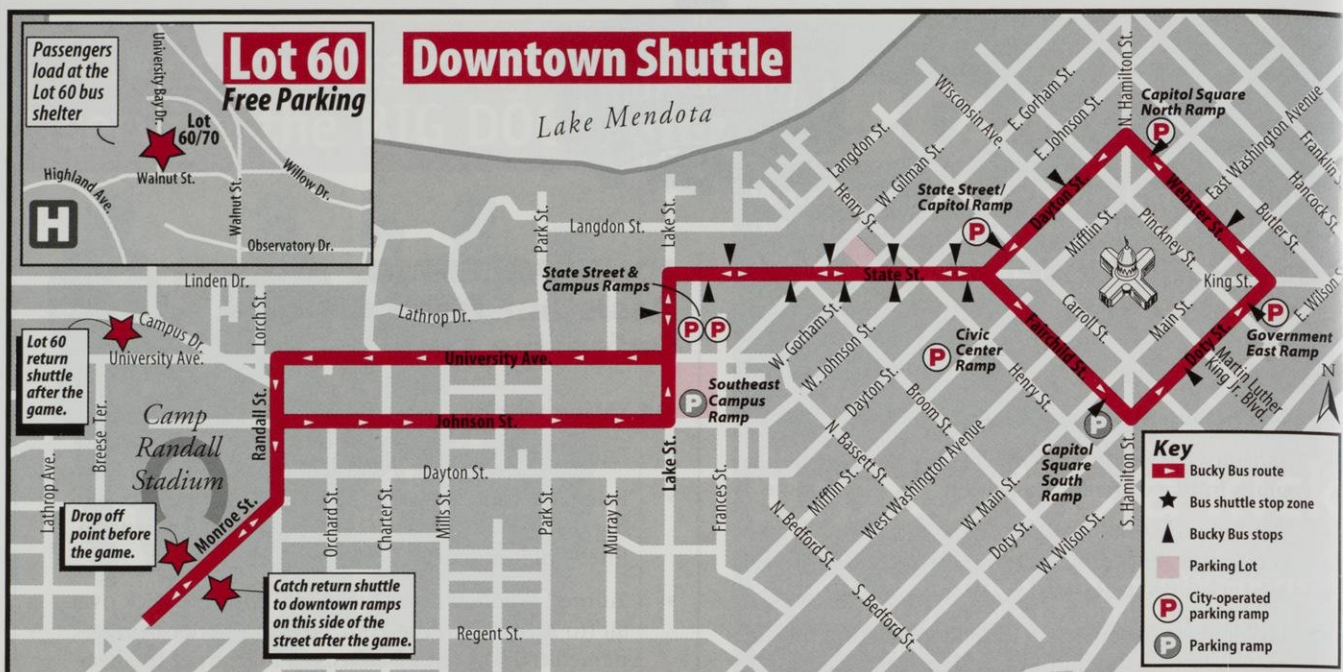 Passengers
load at the
Lot 60 bus
shelter
University Bay Dr.
Lot
60/70
Lot 60
Free Parking
Highland Ave.
Walnut St.
Walnut St.
Willow Dr.
H
Observatory Dr.
Downtown Shuttle
Lake Mendota
Wisconsin Ave.
E. Gorham St.
E. Johnson St.
N. Hamilton St.
Capitol Square
North Ramp
P
East Washington Avenue
Franklin S
Hancock St.
Butler St.
Langdon St.
Henry St.
W. Gilman St.
State Street/
Capitol Ramp
P
Dayton St.
Webster St.
Mifflin St.
Pinckney St.
King St.
E. Wilson
Carroll St.
Main St.
Fairchild St.
Doty St.
P
Government
East Ramp
Martin Luther
King Jr. Blvd.
N
Park St.
Langdon St.
Lake St.
State St.
State Street &
Campus Ramps
P P
Linden Dr.
Lorch St.
Lathrop Dr.
Campus Dr.
University Ave.
University Ave.
Lot 60
return
shuttle
after the
game.
Breese Ter.
Lathrop Ave.
Camp
Randall
Stadium
Randall St.
Johnson St.
Lake St.
P
Southeast
Campus
Ramp
W. Gorham St.
W. Johnson St.
P
Civic
Center
Ramp
Henry St.
Dayton St.
Broom St.
N. Bassett St.
West Washington Avenue
Mifflin St.
N. Bedford St.
W. Main St.
Doty St.
W. Wilson St.
S. Bedford St.
P
Capitol
Square
South
Ramp
S. Hamilton St.
Dayton St.
Orchard St.
Charter St.
Mills St.
Park St.
Murray St.
Frances St.
Monroe St.
Drop off
point before
the game.
Catch return shuttle
to downtown ramps
on this side of the
street after the game.
Regent St.
Key
Bucky Bus route
Bus shuttle stop zone
Bucky Bus stops
Parking Lot
P
City-operated
parking ramp
P
Parking ramp